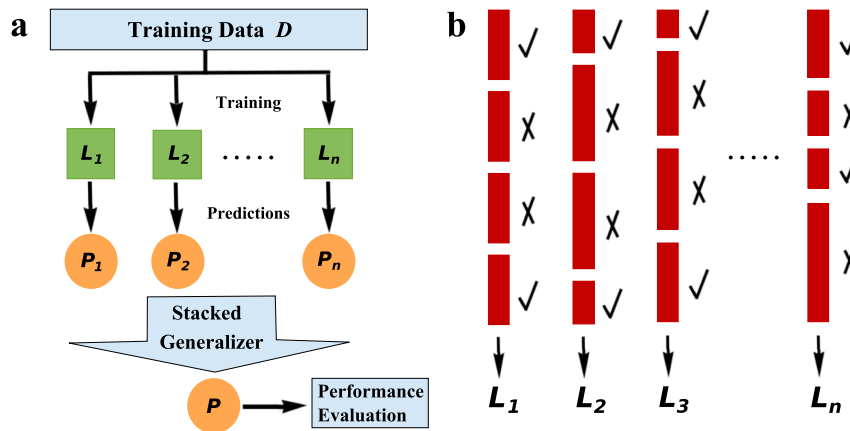 a
Training Data D
Training
L1 L2 ..... Ln
Predictions
P1 P2 Pn
Stacked
Generalizer
P
Performance
Evaluation
b
✓ ✓ ✓ ✓
✗ ✗ ✗ ✗
✗ ✗ ✗ ✓
.....
✓ ✓ ✓ ✗
L1 L2 L3 Ln